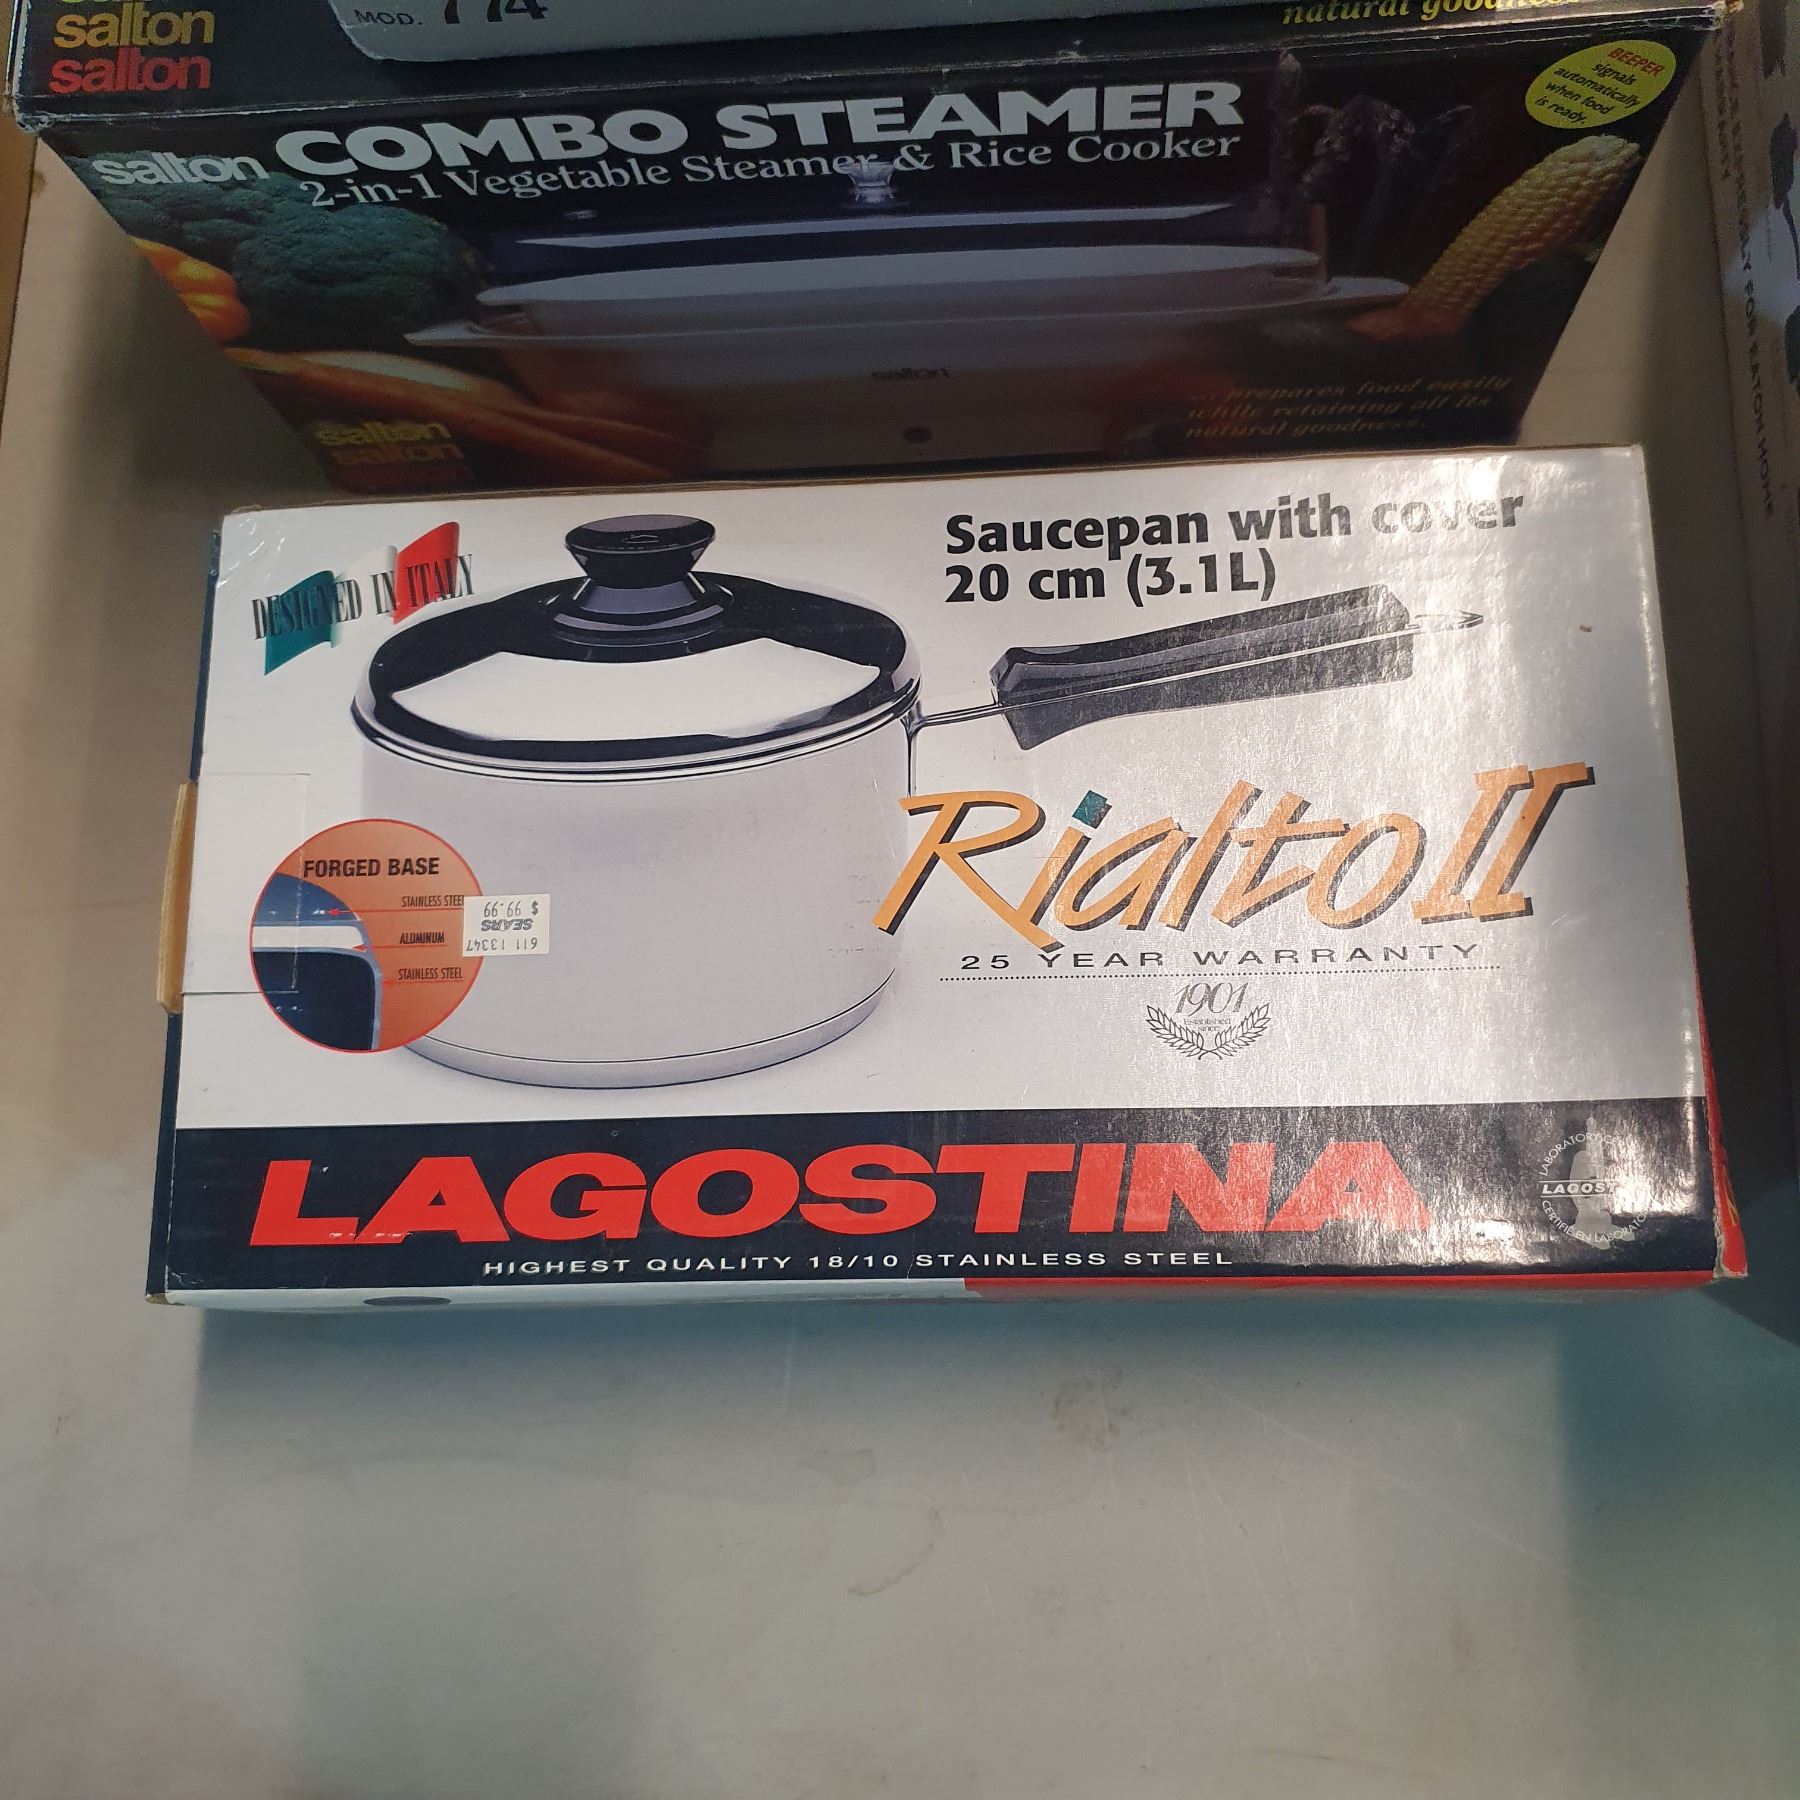 salton
salton
MOD. 774
natural
BEEPER
signals
automatically
when food
is ready.
salton COMBO STEAMER
2-in-1 Vegetable Steamer & Rice Cooker
salton
... prepares food easily
while retaining all its
natural goodness.
salton
salton
DESIGNED IN ITALY
Saucepan with cover
20 cm (3.1L)
FORGED BASE
STAINLESS STEEL
ALUMINUM
STAINLESS STEEL
611 13347
SEARS
$ 99.99
Rialto II
25 YEAR WARRANTY
1901
Established
since
LAGOSTINA
HIGHEST QUALITY 18/10 STAINLESS STEEL